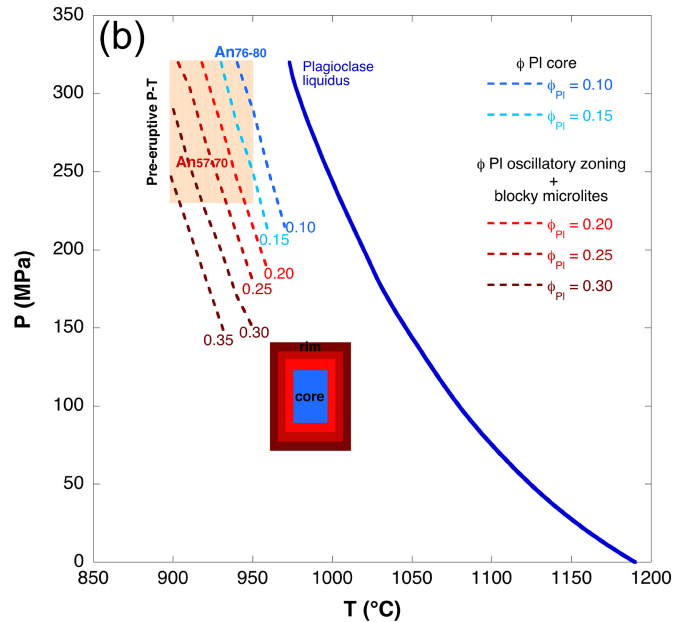 (b)
An76-80
Plagioclase
liquidus
Pre-eruptive P-T
An57-70
ϕ Pl core
ϕPl = 0.10
ϕPl = 0.15
ϕ Pl oscillatory zoning
+
blocky microlites
ϕPl = 0.20
ϕPl = 0.25
ϕPl = 0.30
0.10
0.15
0.20
0.25
0.30
0.35
rim
core
P (MPa)
350
300
250
200
150
100
50
0
850 900 950 1000 1050 1100 1150 1200
T (°C)